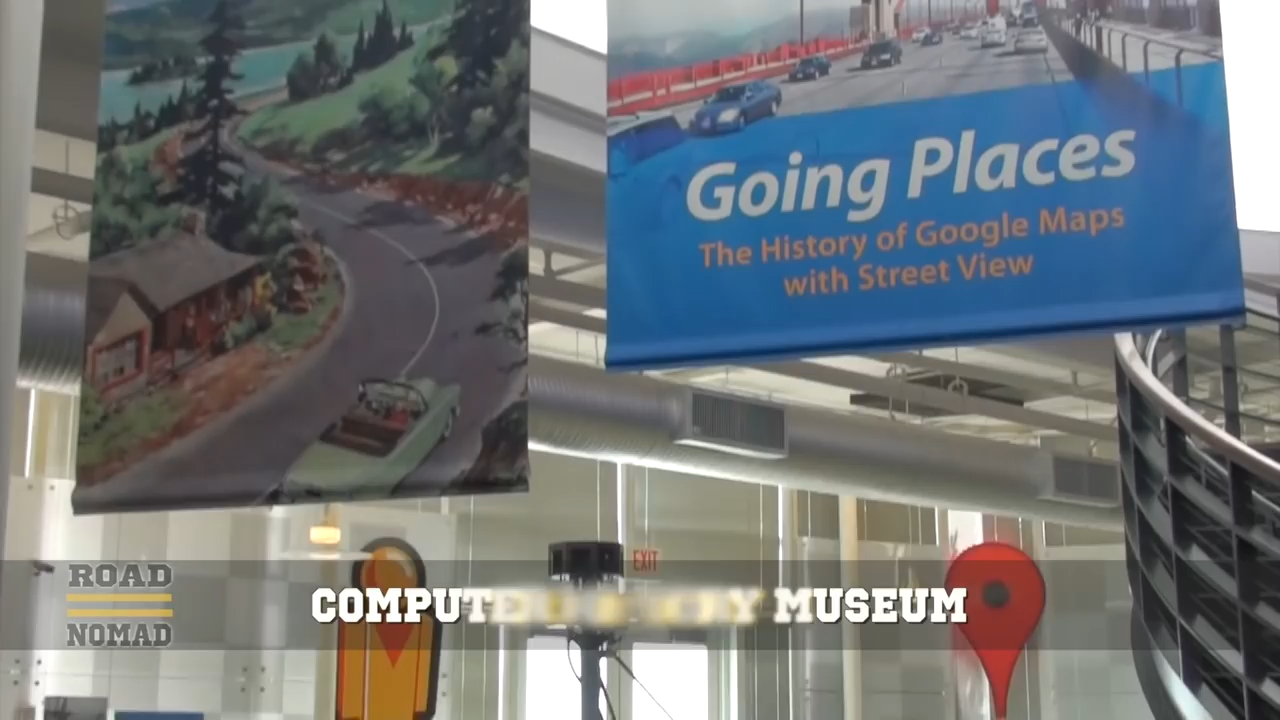 Going Places
The History of Google Maps
with Street View
EXIT
ROAD
NOMAD
MUSEUM